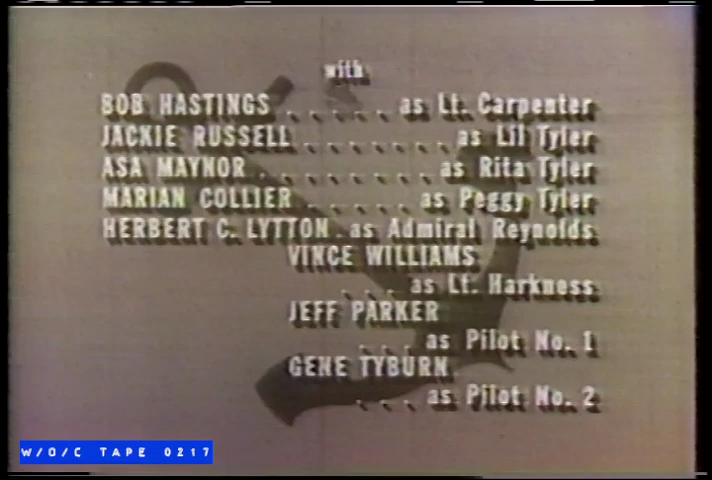 with
BOB HASTINGS . . . . . . as Lt. Carpenter
JACKIE RUSSELL . . . . . . . as Lil Tyler
ASA MAYNOR . . . . . . . . as Rita Tyler
MARIAN COLLIER . . . . . as Peggy Tyler
HERBERT C. LYTTON . as Admiral Reynolds
VINCE WILLIAMS
. . . as Lt. Harkness
JEFF PARKER
. . . as Pilot No. 1
GENE TYBURN
. . . as Pilot No. 2
W/O/C TAPE 0217